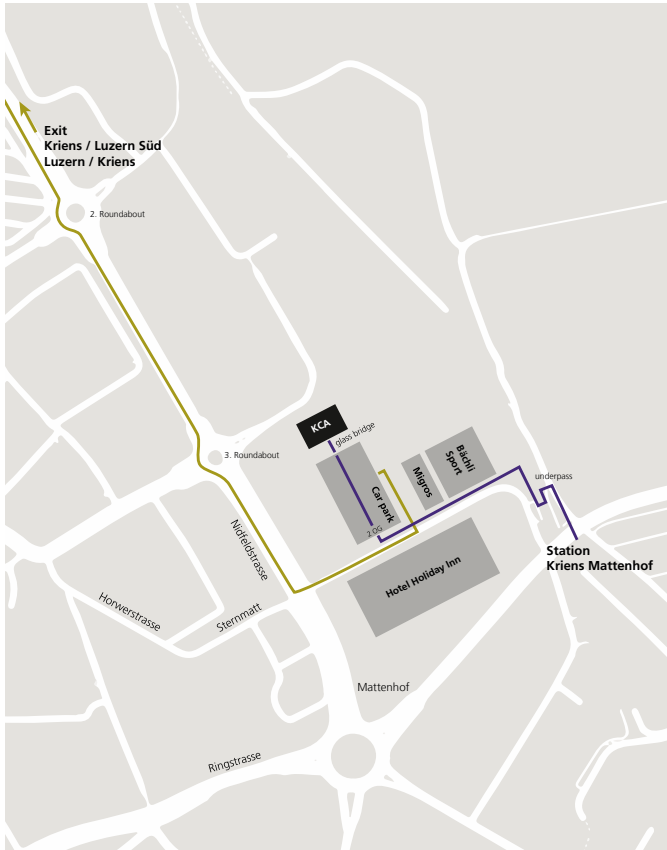 Exit
Kriens / Luzern Süd
Luzern / Kriens
2. Roundabout
KCA
glass bridge
3. Roundabout
Car park
2.OG
Migros
Bächli
Sport
underpass
Station
Kriens Mattenhof
Hotel Holiday Inn
Nidfeldstrasse
Horwerstrasse
Sternmatt
Mattenhof
Ringstrasse